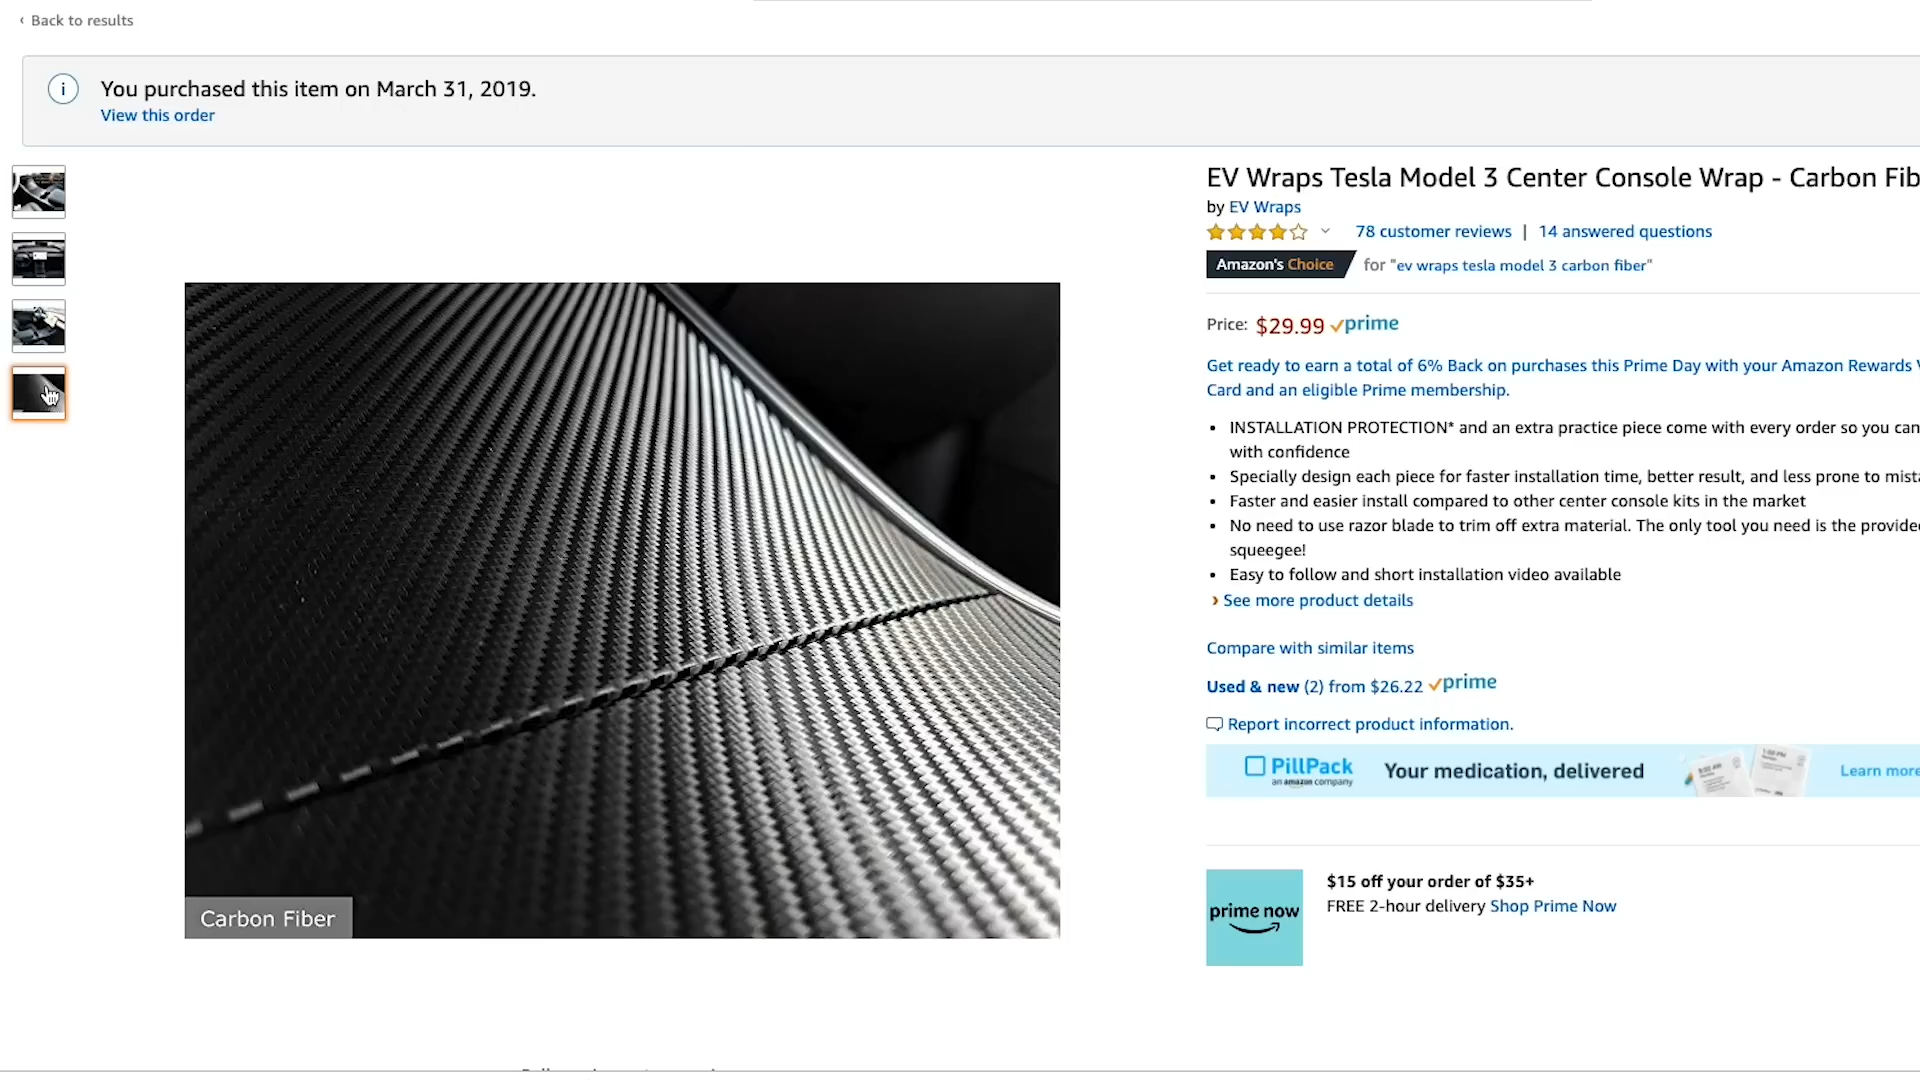 ‹ Back to results
i You purchased this item on March 31, 2019.
View this order
EV Wraps Tesla Model 3 Center Console Wrap - Carbon Fib
by EV Wraps
78 customer reviews | 14 answered questions
Amazon's Choice for "ev wraps tesla model 3 carbon fiber"
Price: $29.99 prime
Get ready to earn a total of 6% Back on purchases this Prime Day with your Amazon Rewards
Card and an eligible Prime membership.
• INSTALLATION PROTECTION* and an extra practice piece come with every order so you can
with confidence
• Specially design each piece for faster installation time, better result, and less prone to mista
• Faster and easier install compared to other center console kits in the market
• No need to use razor blade to trim off extra material. The only tool you need is the provided
squeegee!
• Easy to follow and short installation video available
› See more product details
Compare with similar items
Used & new (2) from $26.22 prime
Report incorrect product information.
PillPack
an amazon company
Your medication, delivered
Learn more
prime now
$15 off your order of $35+
FREE 2-hour delivery Shop Prime Now
Carbon Fiber